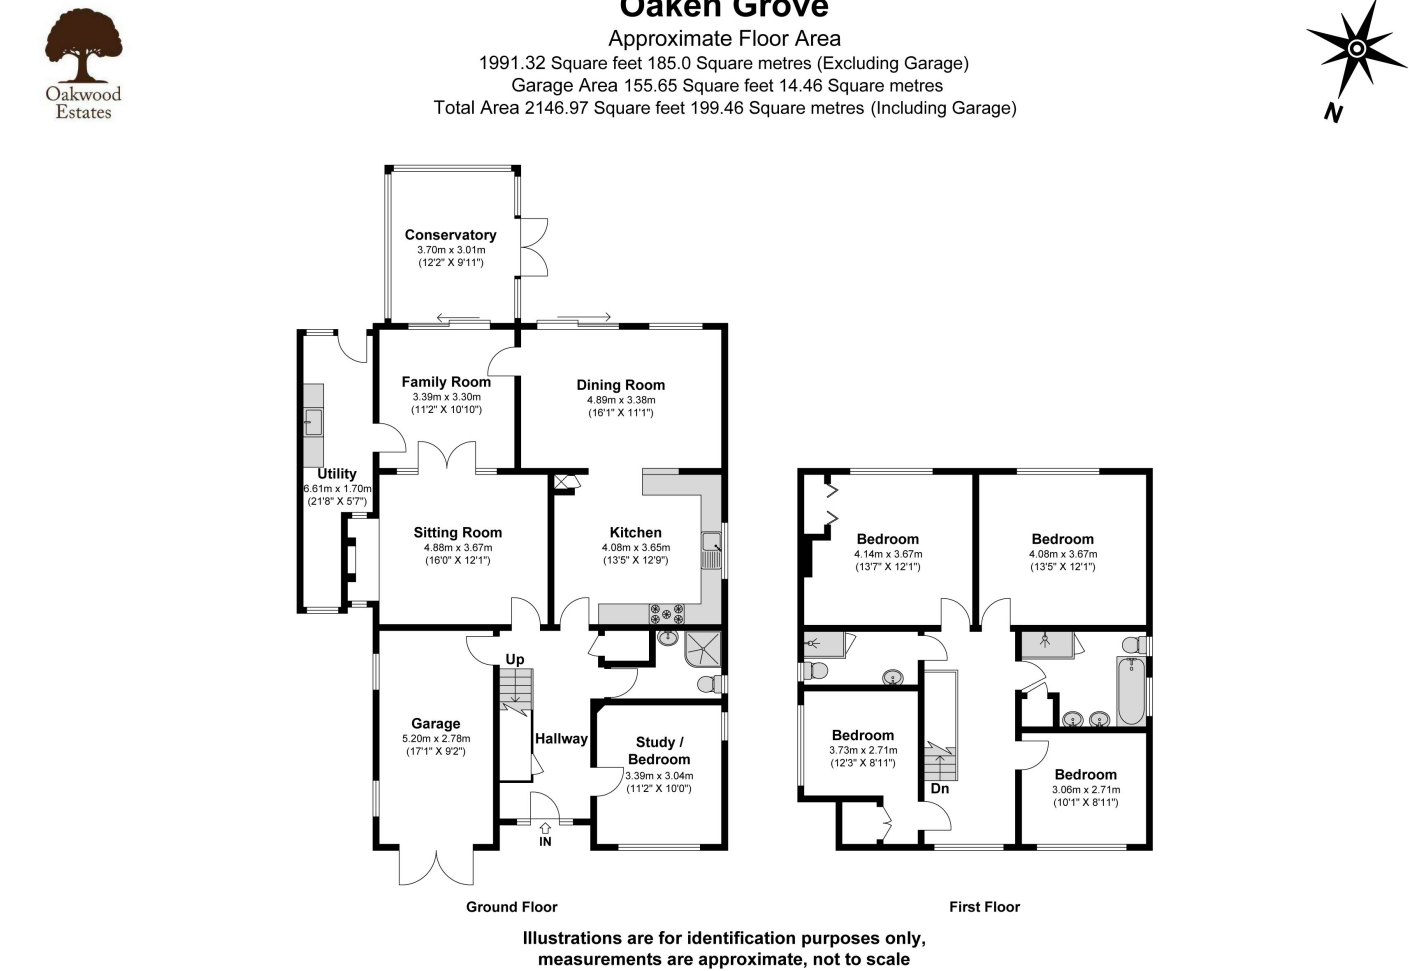 Oaken Grove
Approximate Floor Area
1991.32 Square feet 185.0 Square metres (Excluding Garage)
Garage Area 155.65 Square feet 14.46 Square metres
Total Area 2146.97 Square feet 199.46 Square metres (Including Garage)
Oakwood
Estates
N
Conservatory
3.70m x 3.01m
(12'2" X 9'11")
Family Room
3.39m x 3.30m
(11'2" X 10'10")
Dining Room
4.89m x 3.38m
(16'1" X 11'1")
Utility
6.61m x 1.70m
(21'8" X 5'7")
Sitting Room
4.88m x 3.67m
(16'0" X 12'1")
Kitchen
4.08m x 3.65m
(13'5" X 12'9")
Up
Garage
5.20m x 2.78m
(17'1" X 9'2")
Hallway
Study /
Bedroom
3.39m x 3.04m
(11'2" X 10'0")
IN
Ground Floor
Bedroom
4.14m x 3.67m
(13'7" X 12'1")
Bedroom
4.08m x 3.67m
(13'5" X 12'1")
Bedroom
3.73m x 2.71m
(12'3" X 8'11")
Dn
Bedroom
3.06m x 2.71m
(10'1" X 8'11")
First Floor
Illustrations are for identification purposes only,
measurements are approximate, not to scale